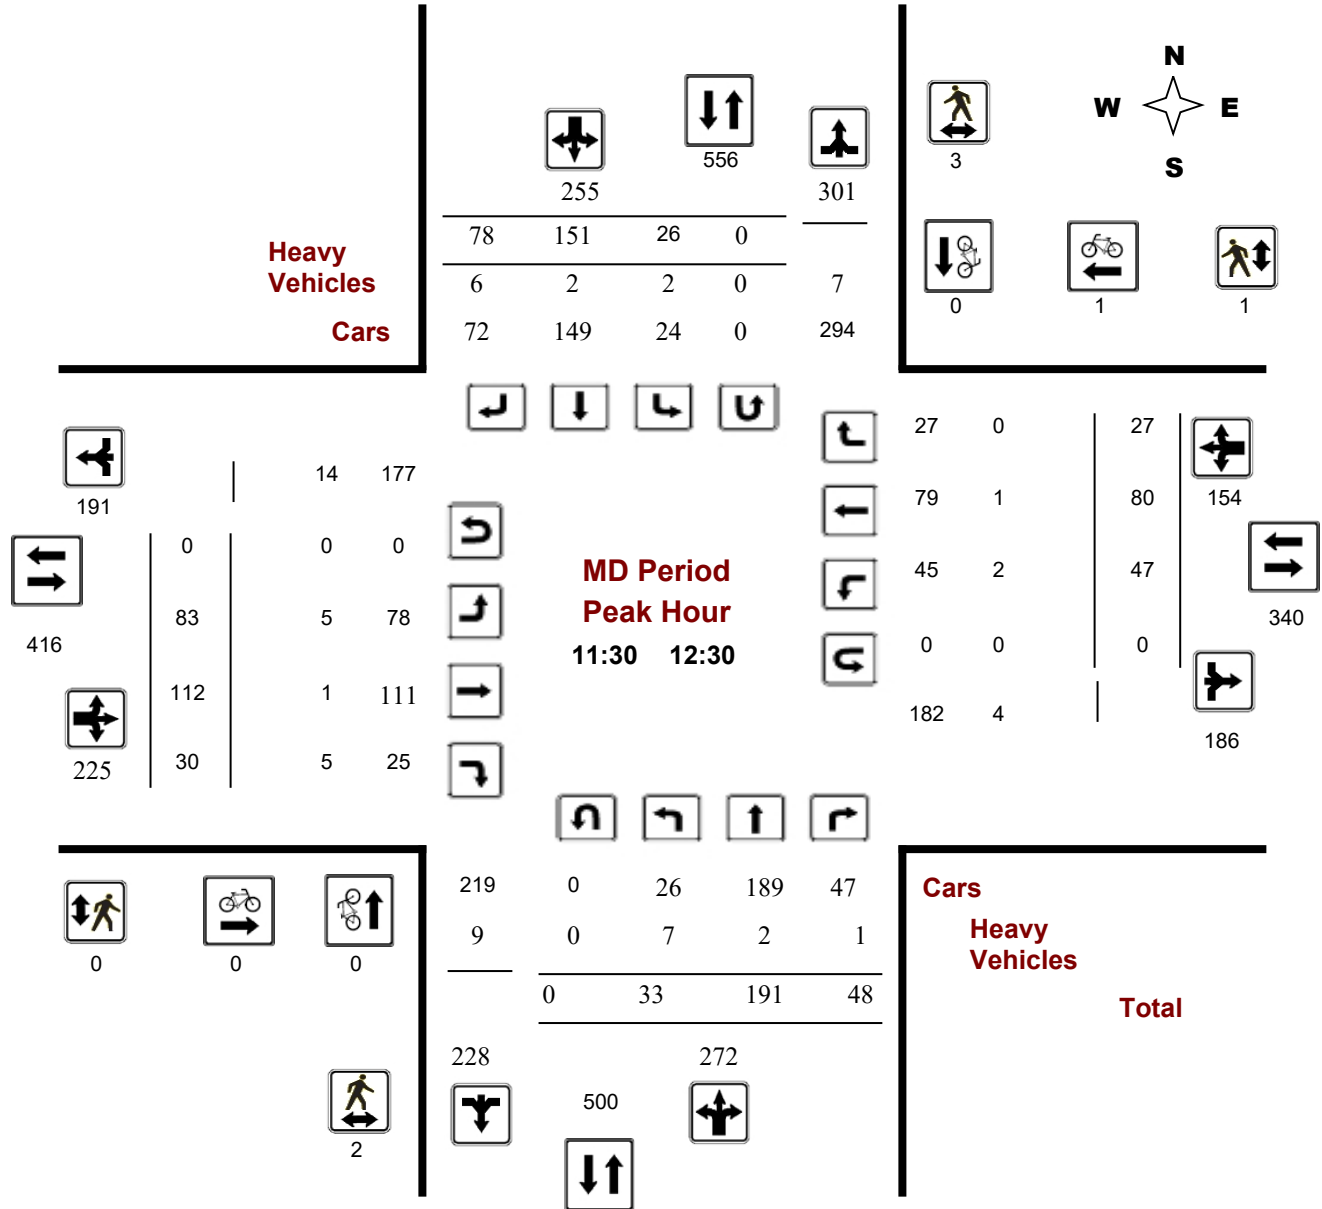 N
W E
S
556
3
255 301
78 151 26 0
Heavy
Vehicles
6 2 2 0 7
0 1 1
Cars 72 149 24 0 294
27 0 27
14 177
191
79 1 80 154
0 0 0
MD Period
45 2 47
Peak Hour
83 5 78
340
416
11:30 12:30
0 0 0
112 1 111
182 4
186
225 30 5 25
219 0 26 189 47
Cars
9 0 7 2 1
Heavy
Vehicles
0 0 0
0 33 191 48
Total
228 272
500
2